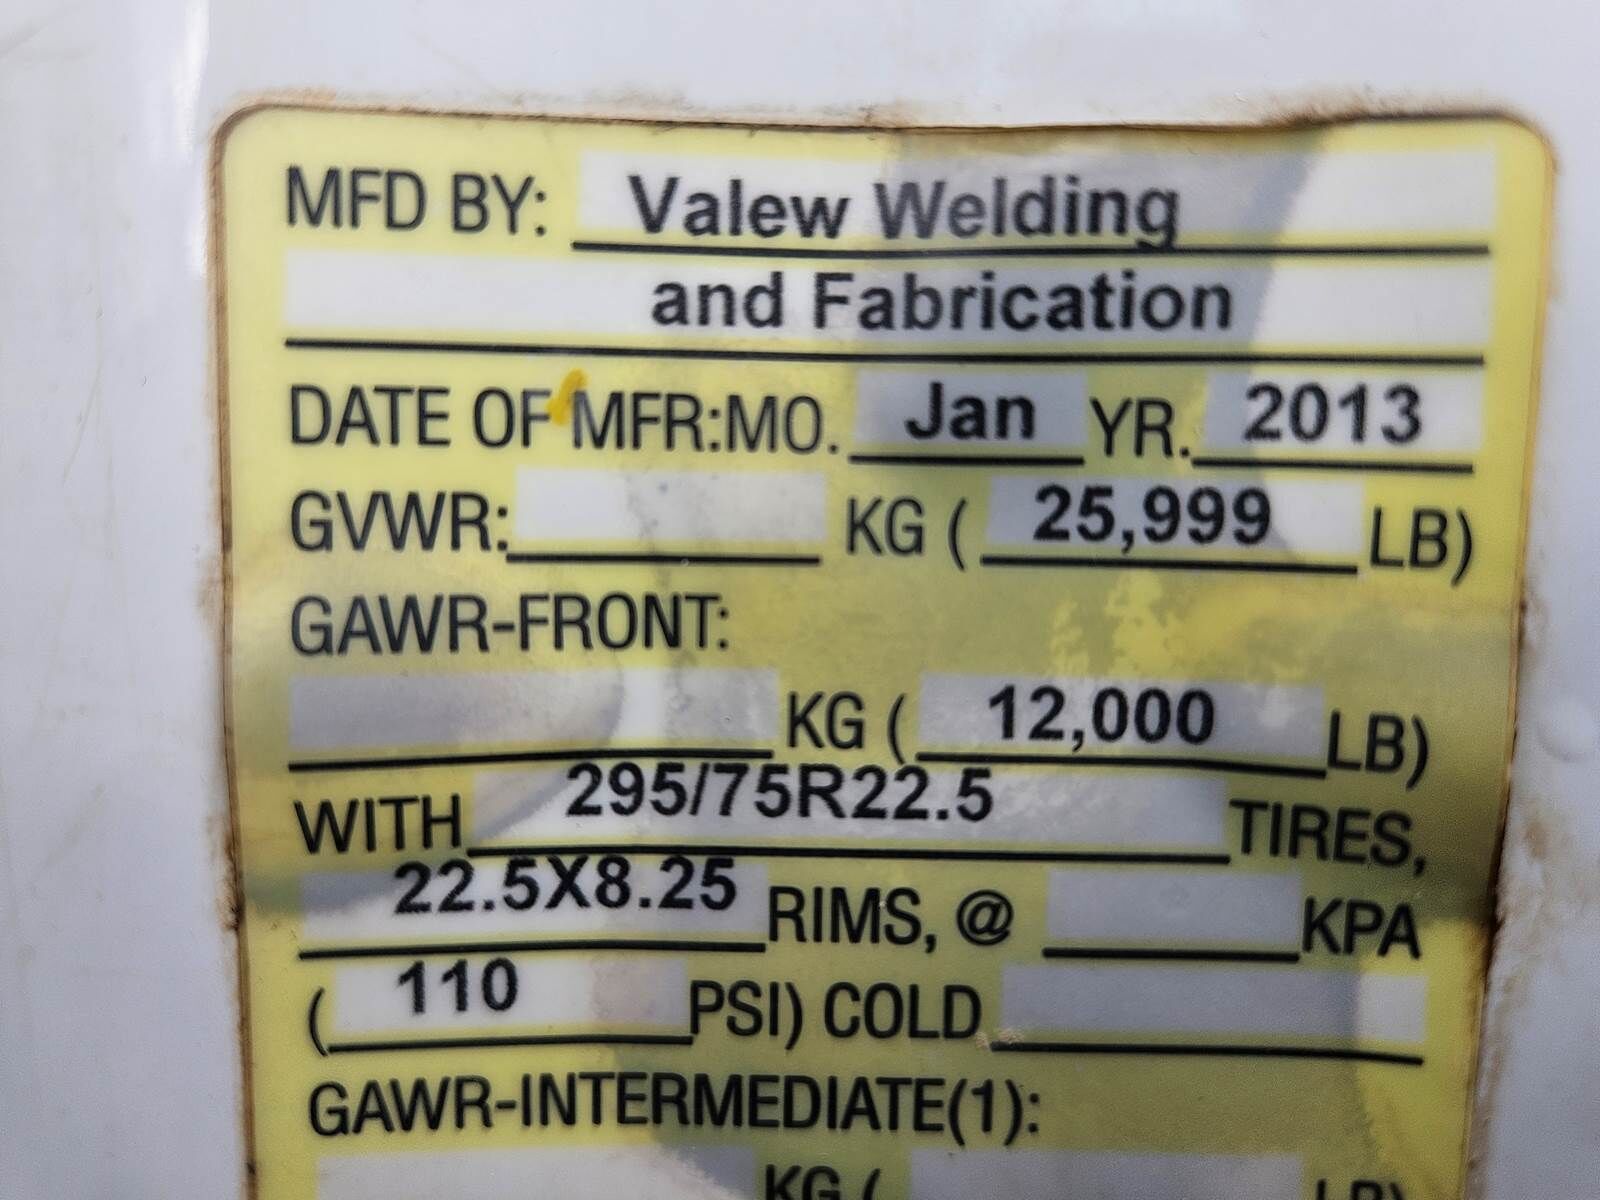 MFD BY: Valew Welding
and Fabrication
DATE OF MFR:MO. Jan YR. 2013
GVWR: KG ( 25,999 LB)
GAWR-FRONT:
KG ( 12,000 LB)
WITH 295/75R22.5 TIRES,
22.5X8.25 RIMS, @ KPA
( 110 PSI) COLD
GAWR-INTERMEDIATE(1):
KG ( LB)